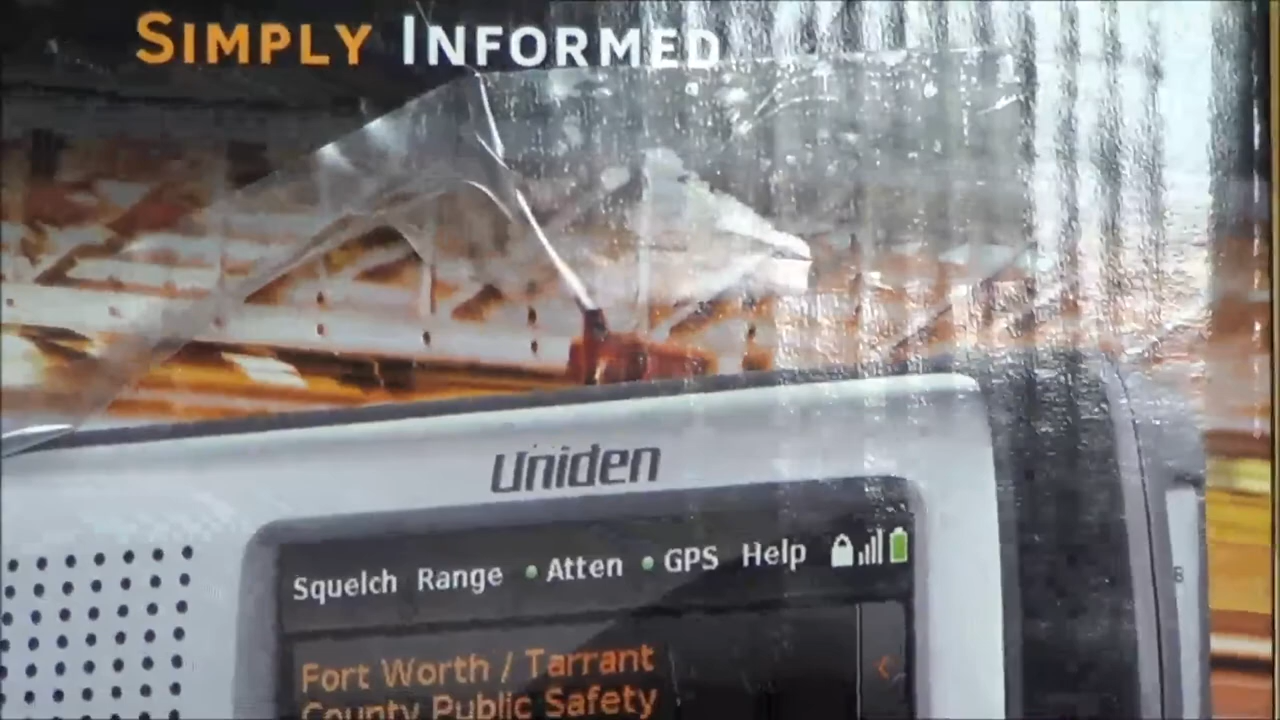 SIMPLY INFORMED
Uniden
Squelch Range • Atten • GPS Help
Fort Worth / Tarrant
County Public Safety